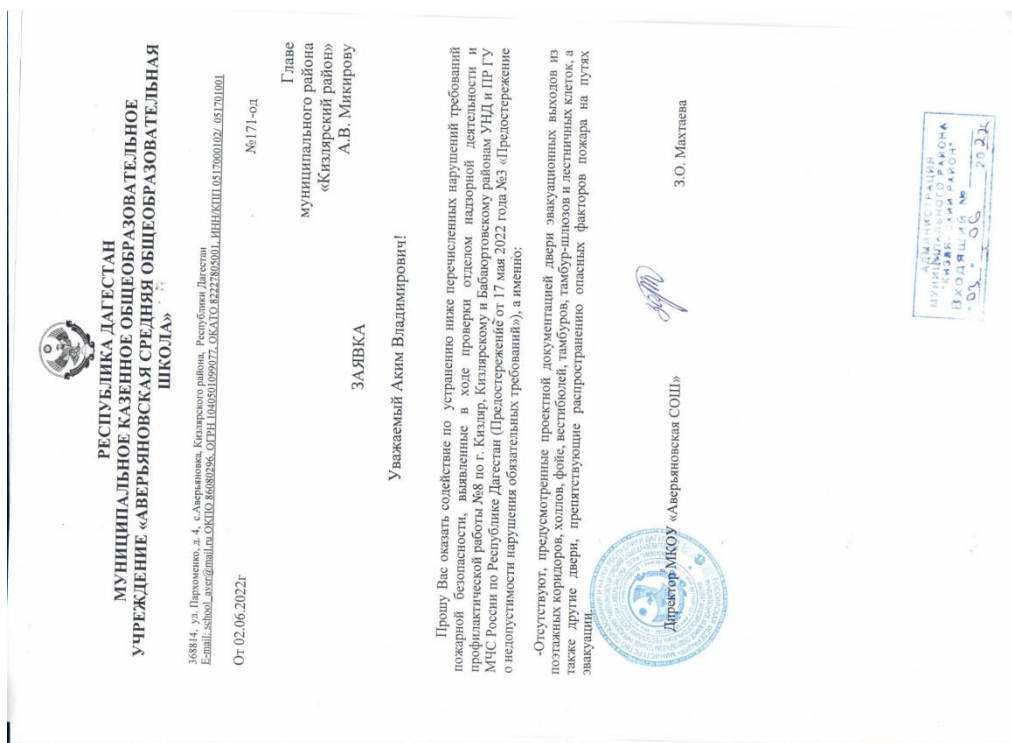 РЕСПУБЛИКА ДАГЕСТАН
МУНИЦИПАЛЬНОЕ КАЗЕННОЕ ОБЩЕОБРАЗОВАТЕЛЬНОЕ
УЧРЕЖДЕНИЕ «АВЕРЬЯНОВСКАЯ СРЕДНЯЯ ОБЩЕОБРАЗОВАТЕЛЬНАЯ
ШКОЛА»
368814, ул. Пархоменко, д. 4, с.Аверьяновка, Кизлярского района, Республики Дагестан
E-mail: school_aver@mail.ru ОКПО 86080296, ОГРН 1040501099077, ОКАТО 82227805001, ИНН/КПП 0517000102/ 051701001
От 02.06.2022г №171-од
Главе
муниципального района
«Кизлярский район»
А.В. Микирову
ЗАЯВКА
Уважаемый Аким Владимирович!
Прошу Вас оказать содействие по устранению ниже перечисленных нарушений требований
пожарной безопасности, выявленные в ходе проверки отделом надзорной деятельности и
профилактической работы №8 по г. Кизляр, Кизлярскому и Бабаюртовскому районам УНД и ПР ГУ
МЧС России по Республике Дагестан (Предостережение от 17 мая 2022 года №3 «Предостережение
о недопустимости нарушения обязательных требований»), а именно:
-Отсутствуют, предусмотренные проектной документацией двери эвакуационных выходов из
поэтажных коридоров, холлов, фойе, вестибюлей, тамбуров, тамбур-шлюзов и лестничных клеток, а
также другие двери, препятствующие распространению опасных факторов пожара на путях
эвакуации.
Директор МКОУ «Аверьяновская СОШ» З.О. Махтаева
АДМИНИСТРАЦИЯ
МУНИЦИПАЛЬНОГО РАЙОНА
"КИЗЛЯРСКИЙ РАЙОН"
Входящий №
"03" 06 2022